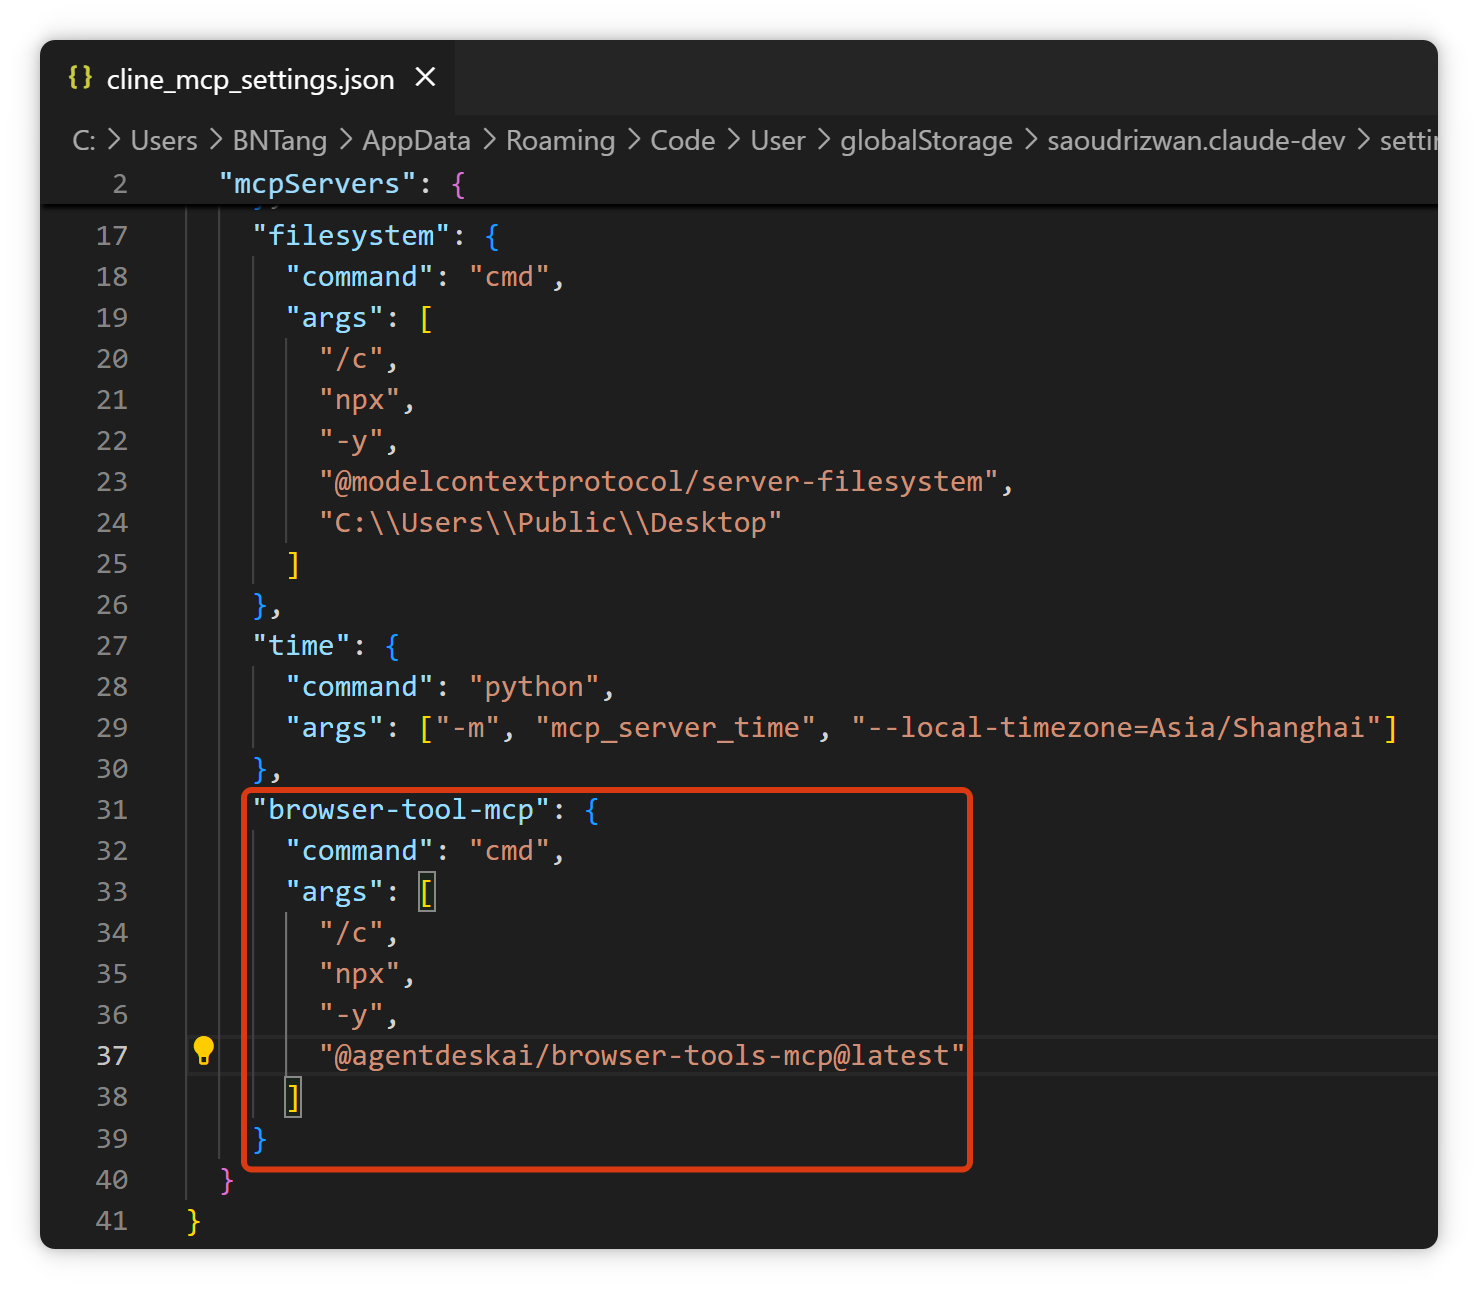 {} cline_mcp_settings.json ×
C: > Users > BNTang > AppData > Roaming > Code > User > globalStorage > saoudrizwan.claude-dev >
2 "mcpServers": {
17 "filesystem": {
18 "command": "cmd",
19 "args": [
20 "/c",
21 "npx",
22 "-y",
23 "@modelcontextprotocol/server-filesystem",
24 "C:\\Users\\Public\\Desktop"
25 ]
26 },
27 "time": {
28 "command": "python",
29 "args": ["-m", "mcp_server_time", "--local-timezone=Asia/Shanghai"]
30 },
31 "browser-tool-mcp": {
32 "command": "cmd",
33 "args": [
34 "/c",
35 "npx",
36 "-y",
37 "@agentdeskai/browser-tools-mcp@latest"
38 ]
39 }
40 }
41 }